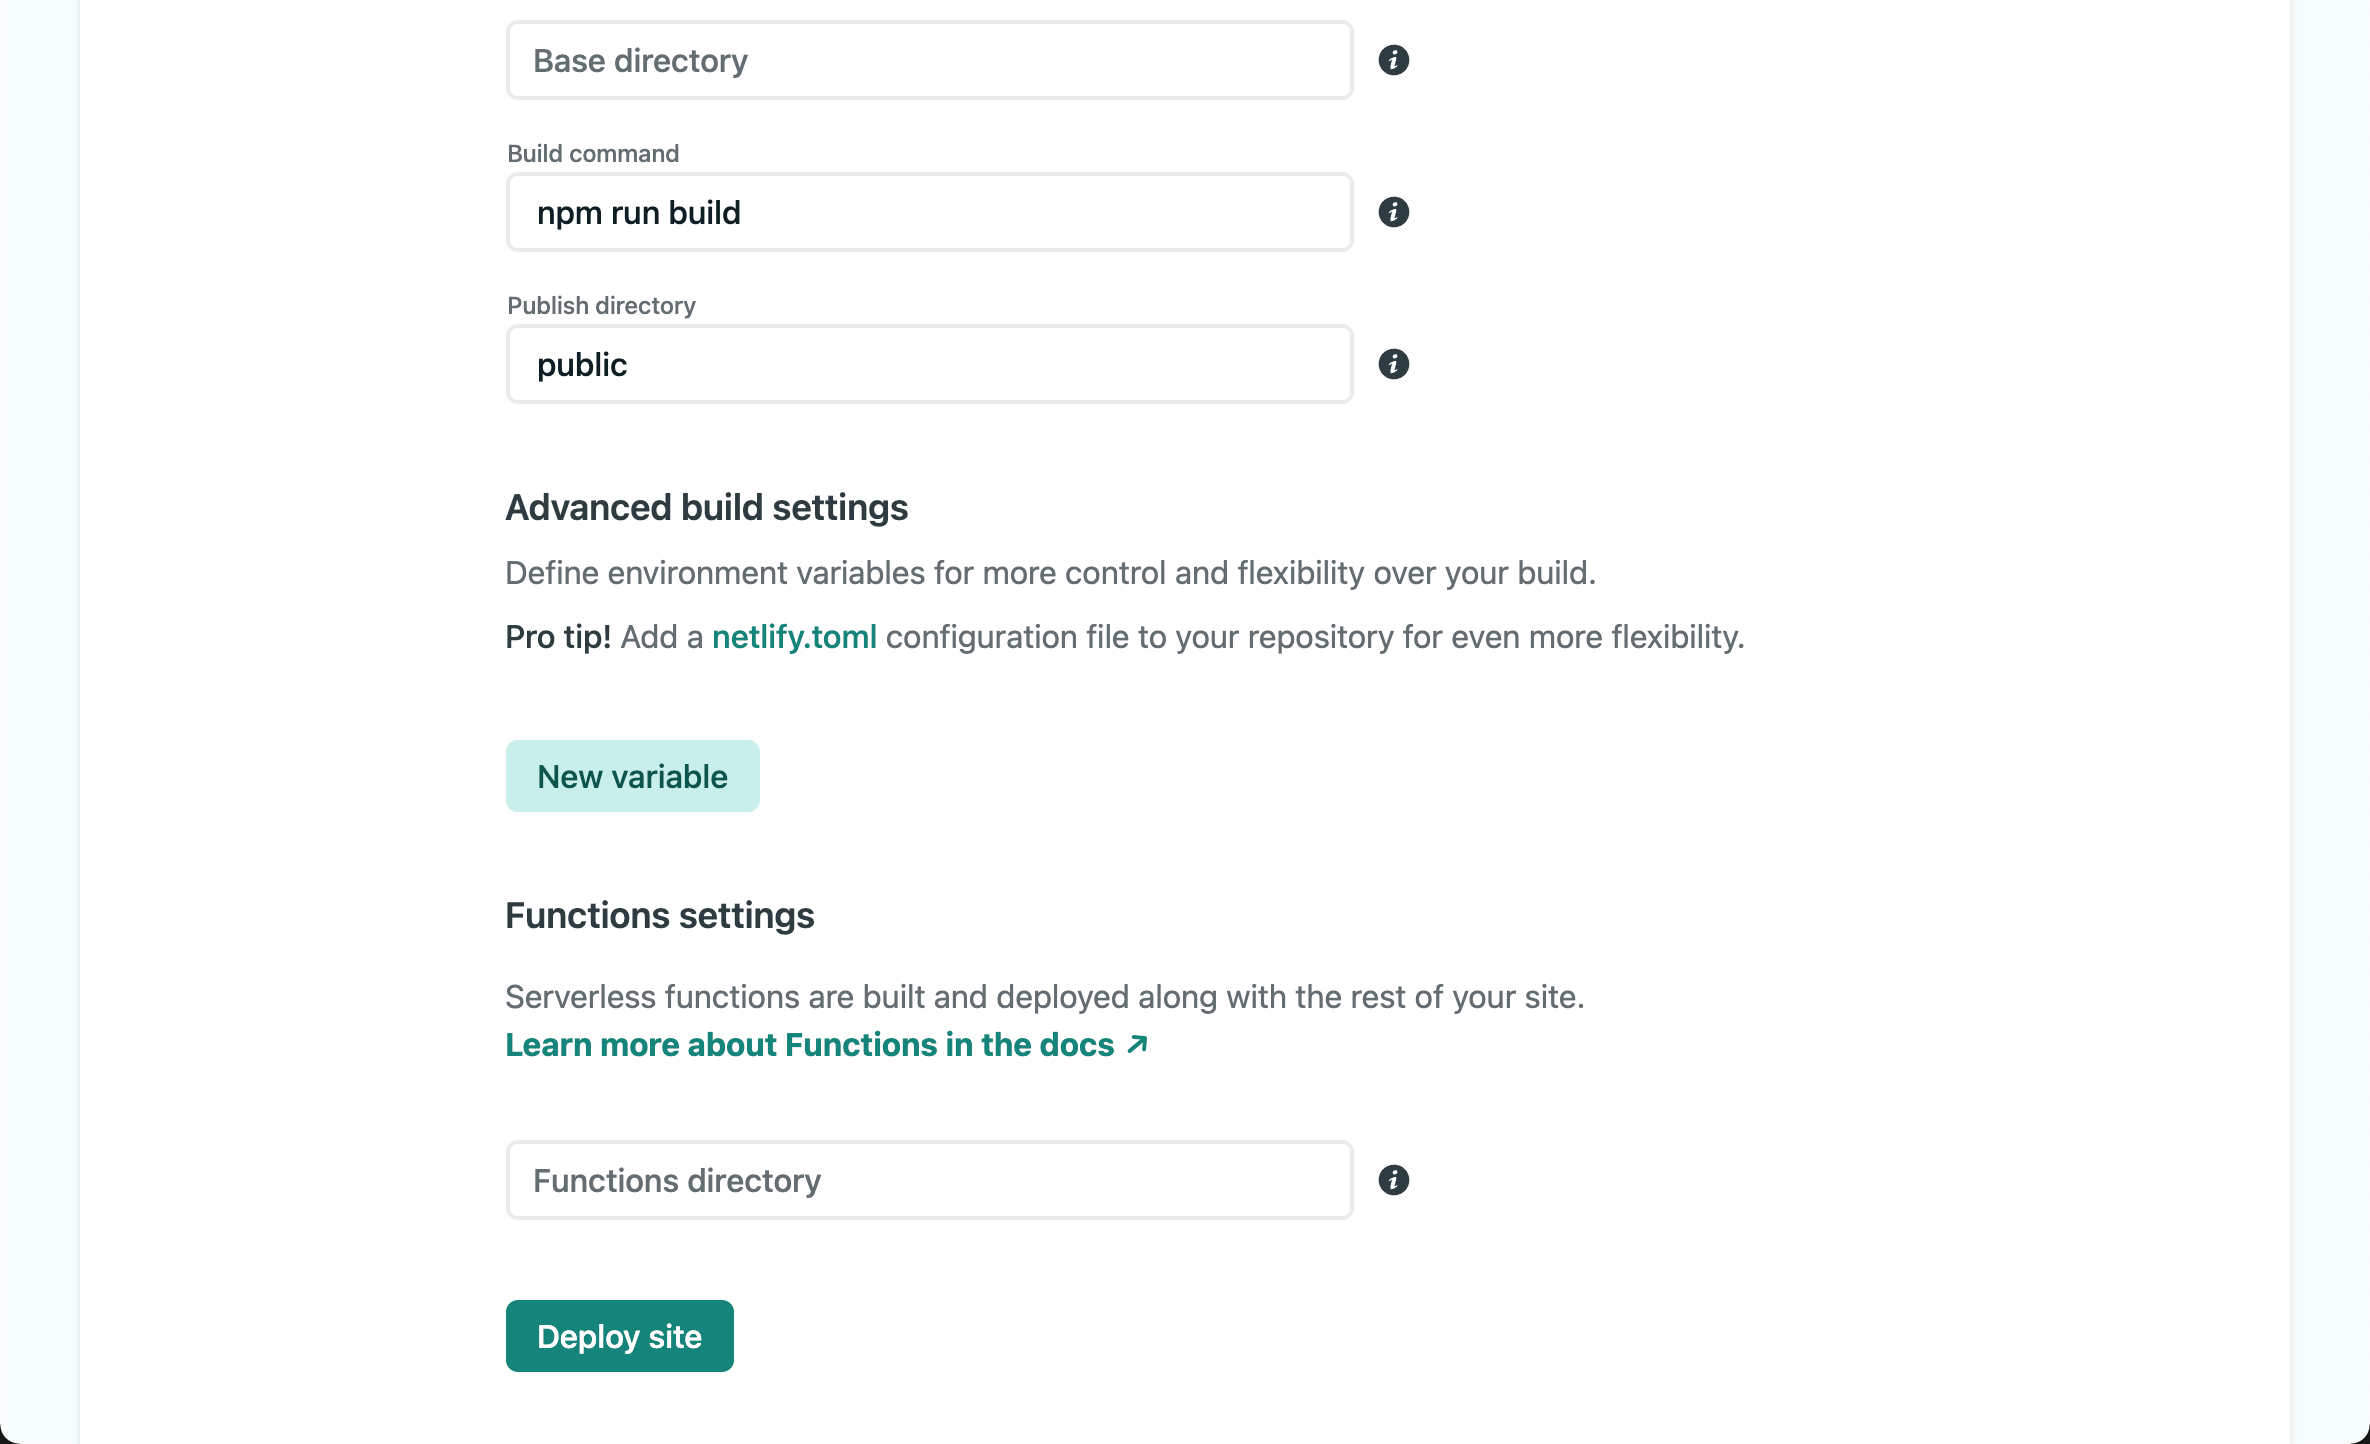 Base directory
Build command
npm run build
Publish directory
public
Advanced build settings
Define environment variables for more control and flexibility over your build.
Pro tip! Add a netlify.toml configuration file to your repository for even more flexibility.
New variable
Functions settings
Serverless functions are built and deployed along with the rest of your site.
Learn more about Functions in the docs ↗
Functions directory
Deploy site